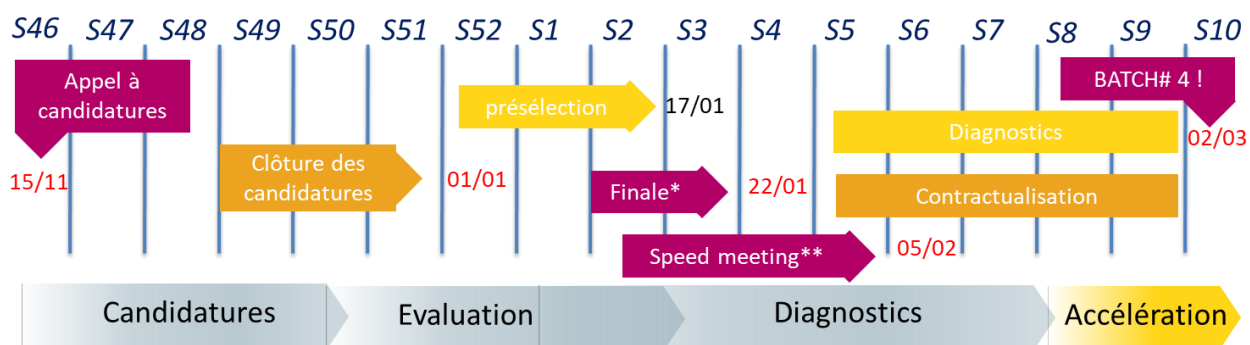 S46 S47 S48 S49 S50 S51 S52 S1 S2 S3 S4 S5 S6 S7 S8 S9 S10
Appel à
candidatures
BATCH# 4 !
présélection
17/01
Diagnostics
02/03
15/11
Clôture des
candidatures
01/01
Finale*
22/01
Contractualisation
Speed meeting**
05/02
Candidatures
Evaluation
Diagnostics
Accélération